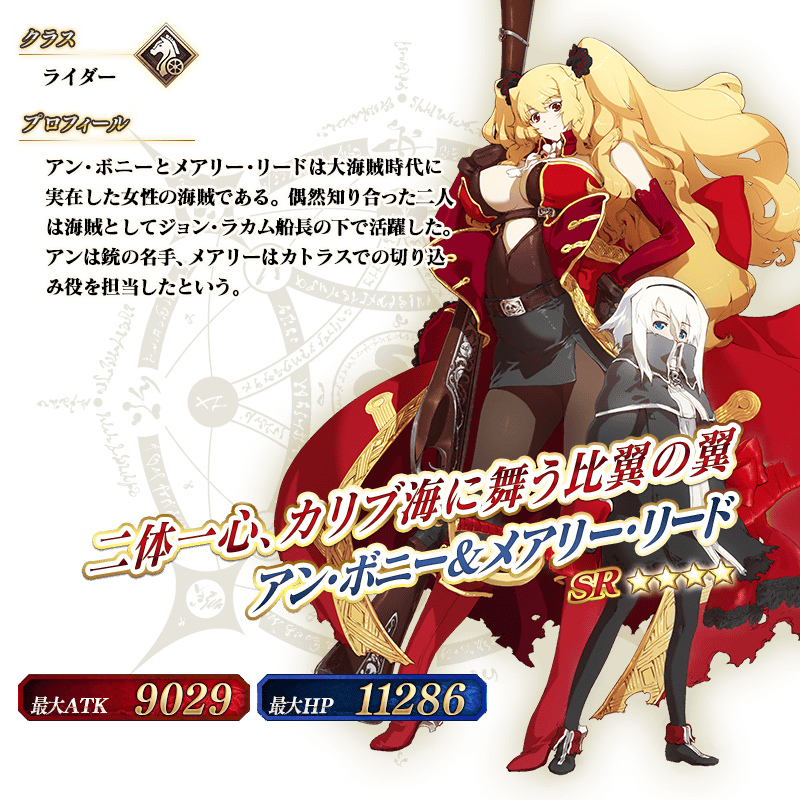 クラス
ライダー
プロフィール
アン・ボニーとメアリー・リードは大海賊時代に
実在した女性の海賊である。偶然知り合った二人
は海賊としてジョン・ラカム船長の下で活躍した。
アンは銃の名手、メアリーはカトラスでの切り込
み役を担当したという。
二体一心、カリブ海に舞う比翼の翼
アン・ボニー&メアリー・リード
SR ★★★★
最大ATK 9029
最大HP 11286